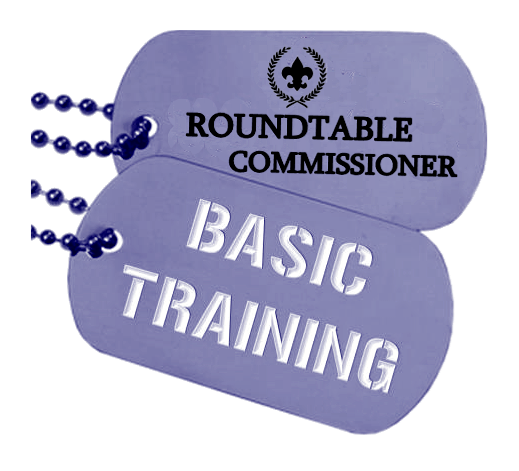 ROUNDTABLE
COMMISSIONER
BASIC
TRAINING